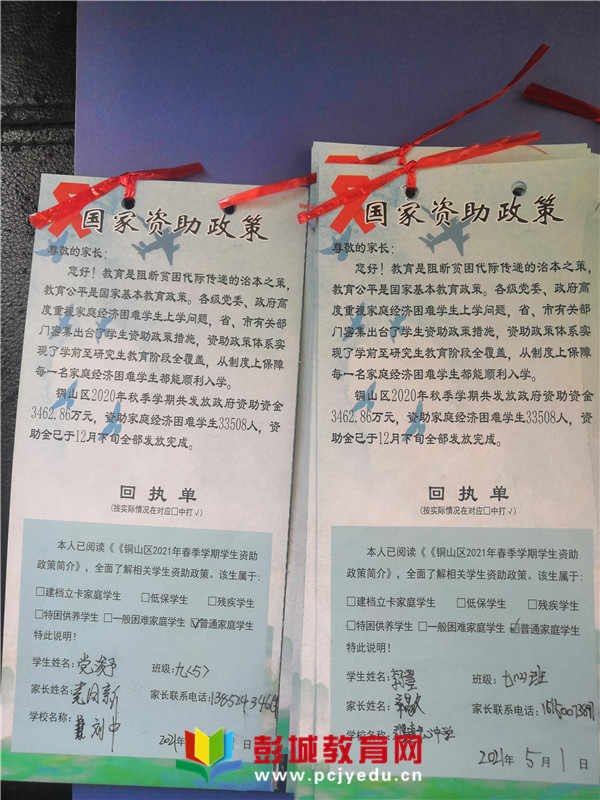 国家资助政策
尊敬的家长：
您好！教育是阻断贫困代际传递的治本之策，
教育公平是国家基本教育政策。各级党委、政府高
度重视家庭经济困难学生上学问题，省、市有关部
门密集出台了学生资助政策措施，资助政策体系实
现了学前至研究生教育阶段全覆盖，从制度上保障
每一名家庭经济困难学生都能顺利入学。
铜山区2020年秋季学期共发放政府资助资金
3462.86万元，资助家庭经济困难学生33508人，资
助金已于12月下旬全部发放完成。
回执单
(按实际情况在对应□中打√)
本人已阅读《《铜山区2021年春季学期学生资助
政策简介》，全面了解相关学生资助政策。该生属于：
□建档立卡家庭学生 □低保学生 □残疾学生
□特困供养学生 □一般困难家庭学生 ☑普通家庭学生
特此说明！
学生姓名： 班级：九(5)
家长姓名： 家长联系电话：
学校名称：刘中
2021年 日
国家资助政策
尊敬的家长：
您好！教育是阻断贫困代际传递的治本之策，
教育公平是国家基本教育政策。各级党委、政府高
度重视家庭经济困难学生上学问题，省、市有关部
门密集出台了学生资助政策措施，资助政策体系实
现了学前至研究生教育阶段全覆盖，从制度上保障
每一名家庭经济困难学生都能顺利入学。
铜山区2020年秋季学期共发放政府资助资金
3462.86万元，资助家庭经济困难学生33508人，资
助金已于12月下旬全部发放完成。
回执单
(按实际情况在对应□中打√)
本人已阅读《《铜山区2021年春季学期学生资助
政策简介》，全面了解相关学生资助政策。该生属于：
□建档立卡家庭学生 □低保学生 □残疾学生
□特困供养学生 □一般困难家庭学生 ☑普通家庭学生
特此说明！
学生姓名： 班级：班
家长姓名： 家长联系电话：
学校名称：中心中学
2021年5月1日
彭城教育网
www.pcjyedu.cn